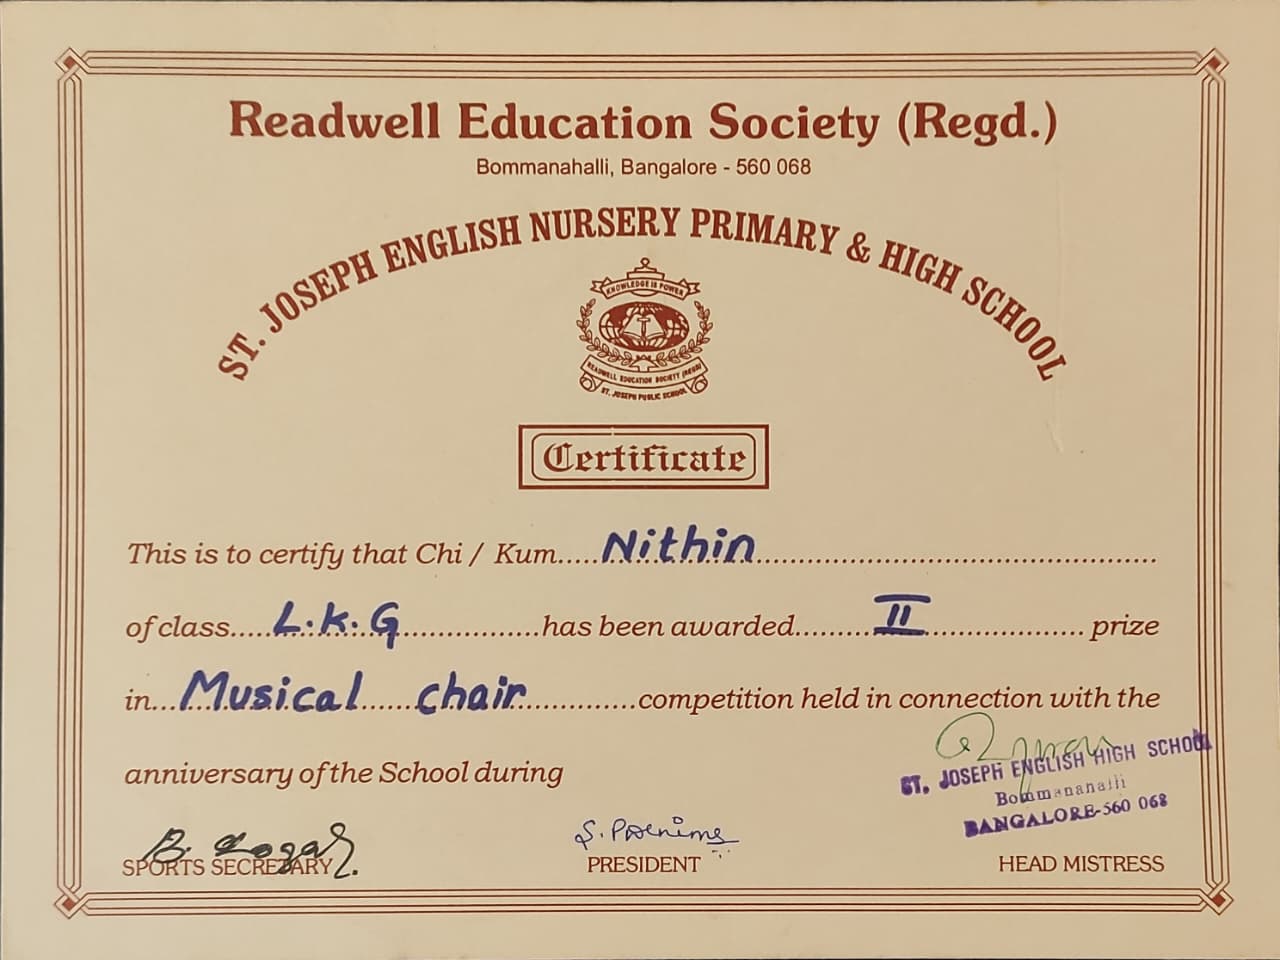 Readwell Education Society (Regd.)
Bommanahalli, Bangalore - 560 068
ST. JOSEPH ENGLISH NURSERY PRIMARY & HIGH SCHOOL
KNOWLEDGE IS POWER
READWELL EDUCATION SOCIETY (REGD)
ST. JOSEPH PUBLIC SCHOOL
Certificate
This is to certify that Chi / Kum.....Nithin
of class.....L.K.G...............has been awarded.........II.................. prize
in...Musical......chair.............competition held in connection with the
anniversary of the School during
ST. JOSEPH ENGLISH HIGH SCHOOL
Bommanahalli
BANGALORE-560 068
B.
S.
SPORTS SECRETARY
PRESIDENT
HEAD MISTRESS